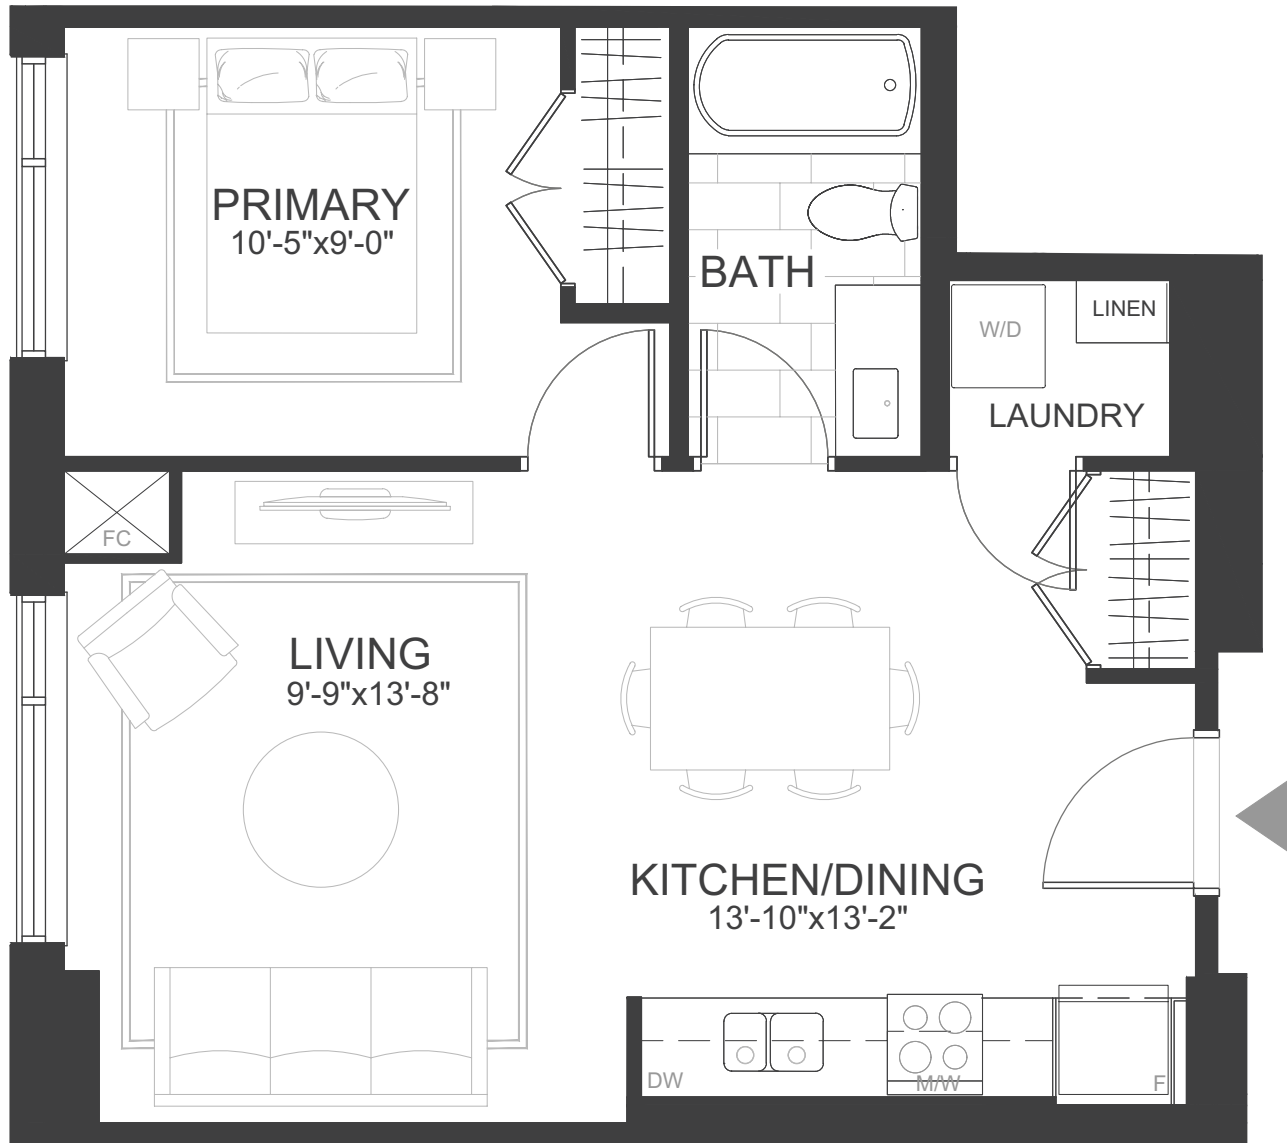 PRIMARY
10'-5"x9'-0"
BATH
W/D
LINEN
LAUNDRY
FC
LIVING
9'-9"x13'-8"
KITCHEN/DINING
13'-10"x13'-2"
DW
M/W
F